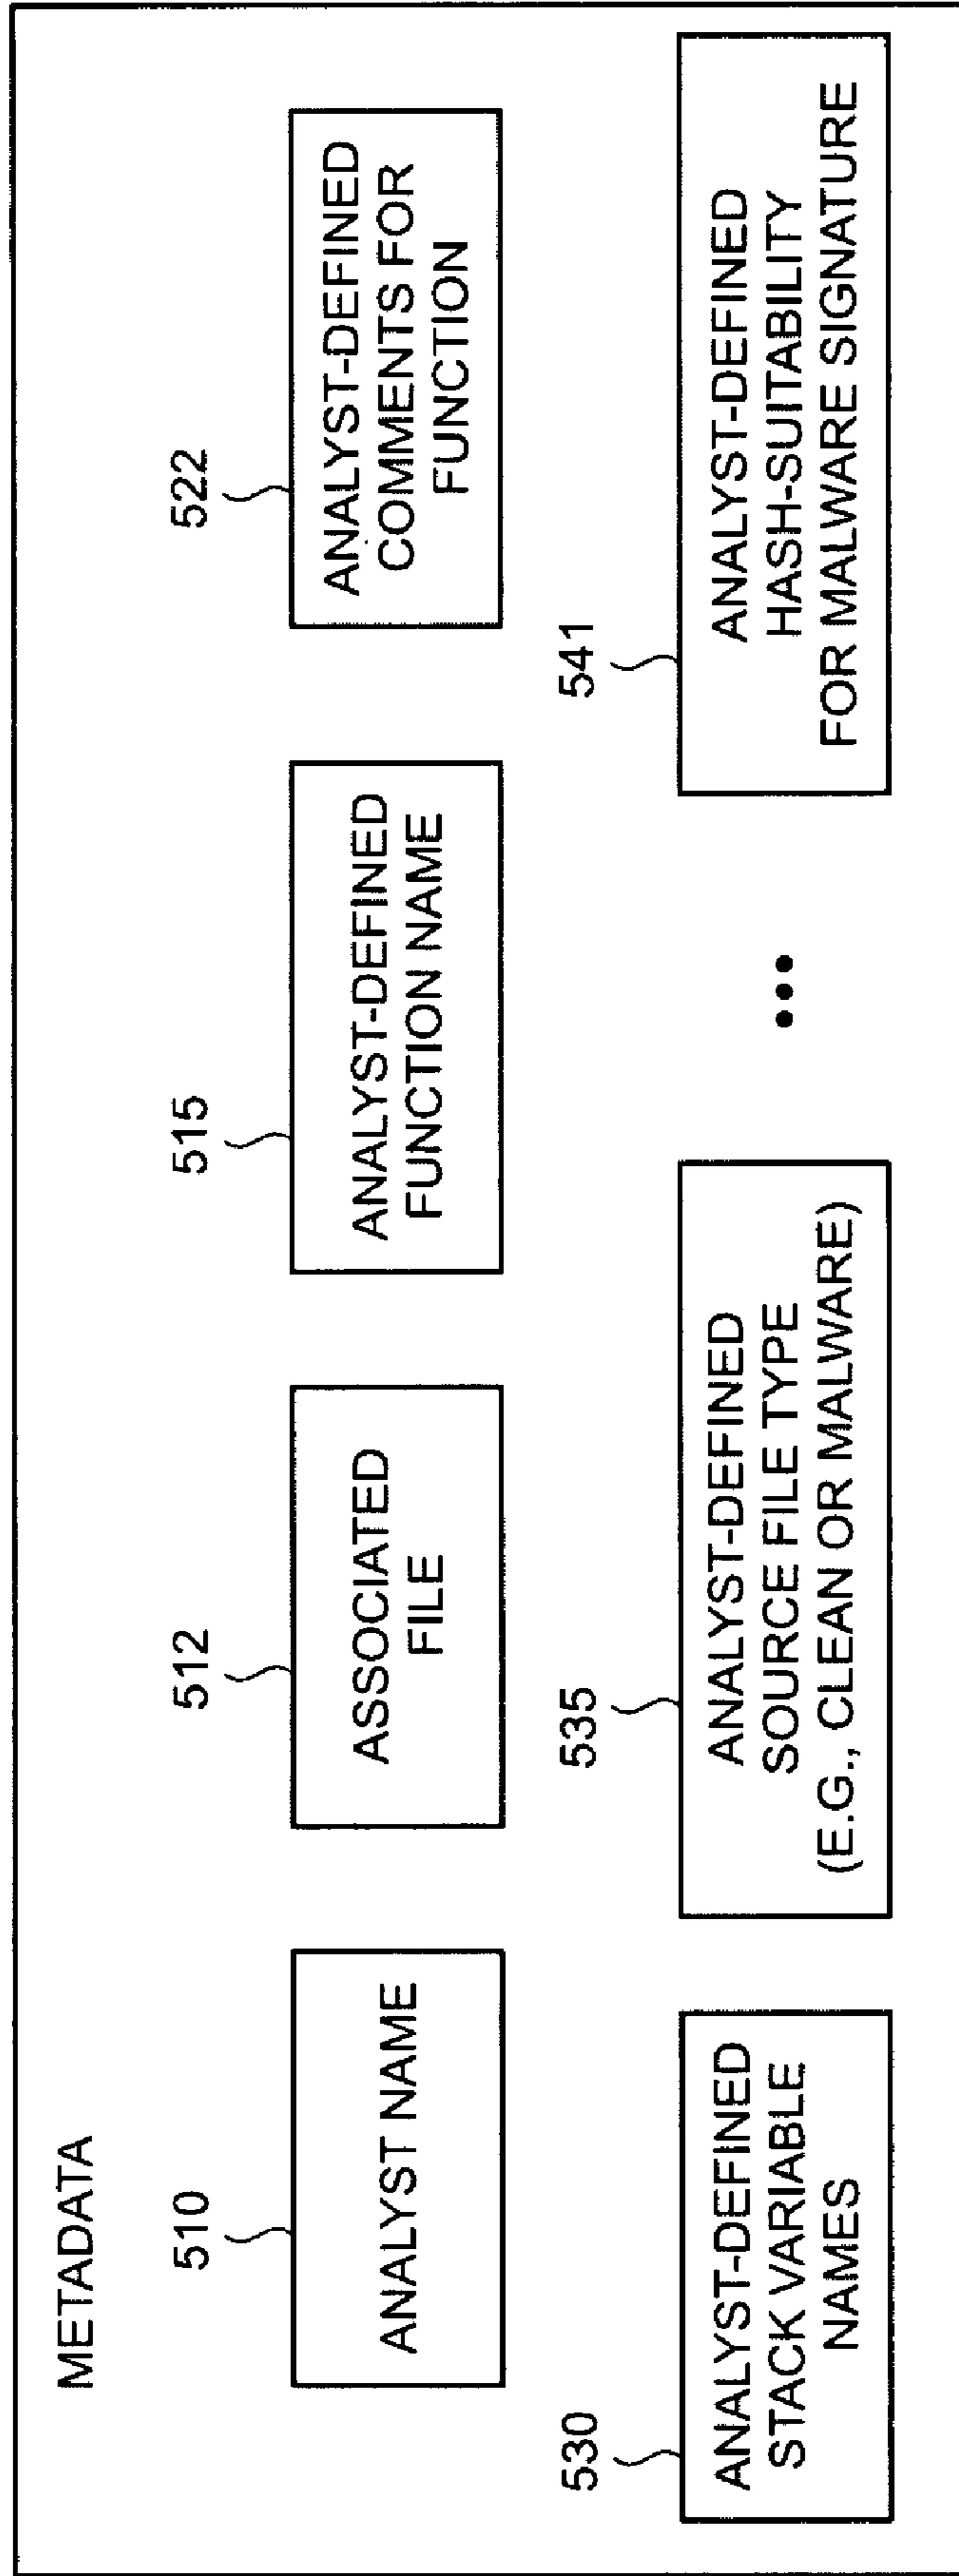 METADATA
510
ANALYST NAME
512
ASSOCIATED
FILE
515
ANALYST-DEFINED
FUNCTION NAME
522
ANALYST-DEFINED
COMMENTS FOR
FUNCTION
530
ANALYST-DEFINED
STACK VARIABLE
NAMES
535
ANALYST-DEFINED
SOURCE FILE TYPE
(E.G., CLEAN OR MALWARE)
•••
541
ANALYST-DEFINED
HASH-SUITABILITY
FOR MALWARE SIGNATURE